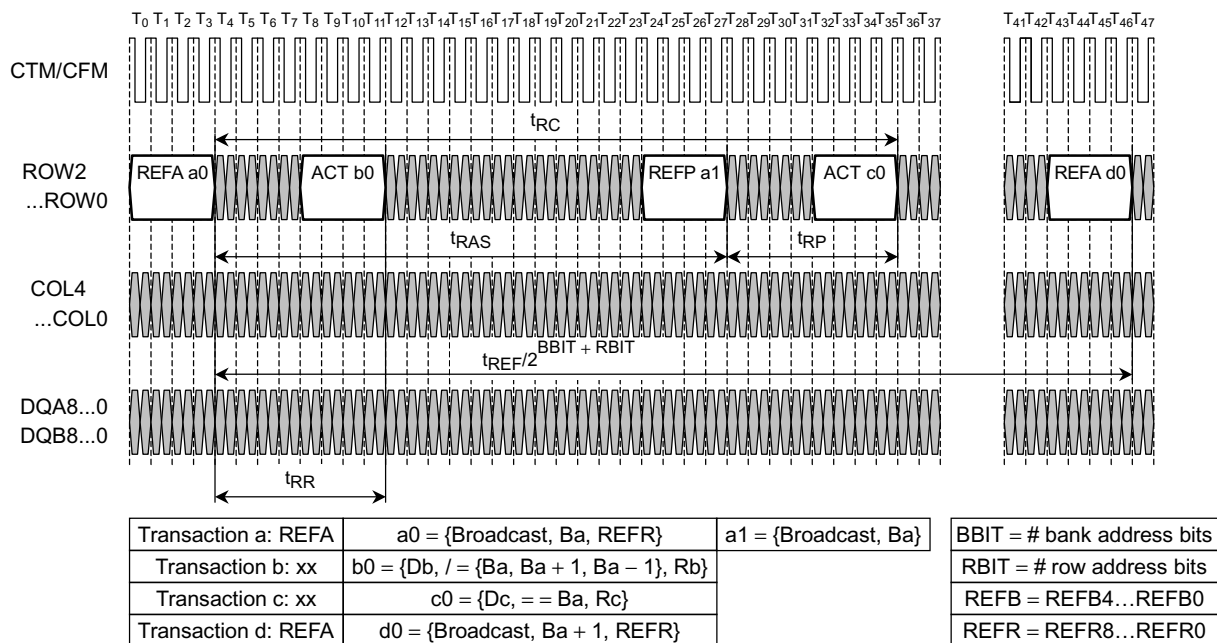 T0 T1 T2 T3 T4 T5 T6 T7 T8 T9 T10 T11 T12 T13 T14 T15 T16 T17 T18 T19 T20 T21 T22 T23 T24 T25 T26 T27 T28 T29 T30 T31 T32 T33 T34 T35 T36 T37 T41 T42 T43 T44 T45 T46 T47
CTM/CFM
tRC
ROW2
...ROW0
REFA a0 ACT b0 REFP a1 ACT c0 REFA d0
tRAS tRP
COL4
...COL0
tREF/2BBIT + RBIT
DQA8...0
DQB8...0
tRR
Transaction a: REFA a0 = {Broadcast, Ba, REFR} a1 = {Broadcast, Ba} BBIT = # bank address bits
Transaction b: xx b0 = {Db, / = {Ba, Ba + 1, Ba − 1}, Rb} RBIT = # row address bits
Transaction c: xx c0 = {Dc, = = Ba, Rc} REFB = REFB4...REFB0
Transaction d: REFA d0 = {Broadcast, Ba + 1, REFR} REFR = REFR8...REFR0